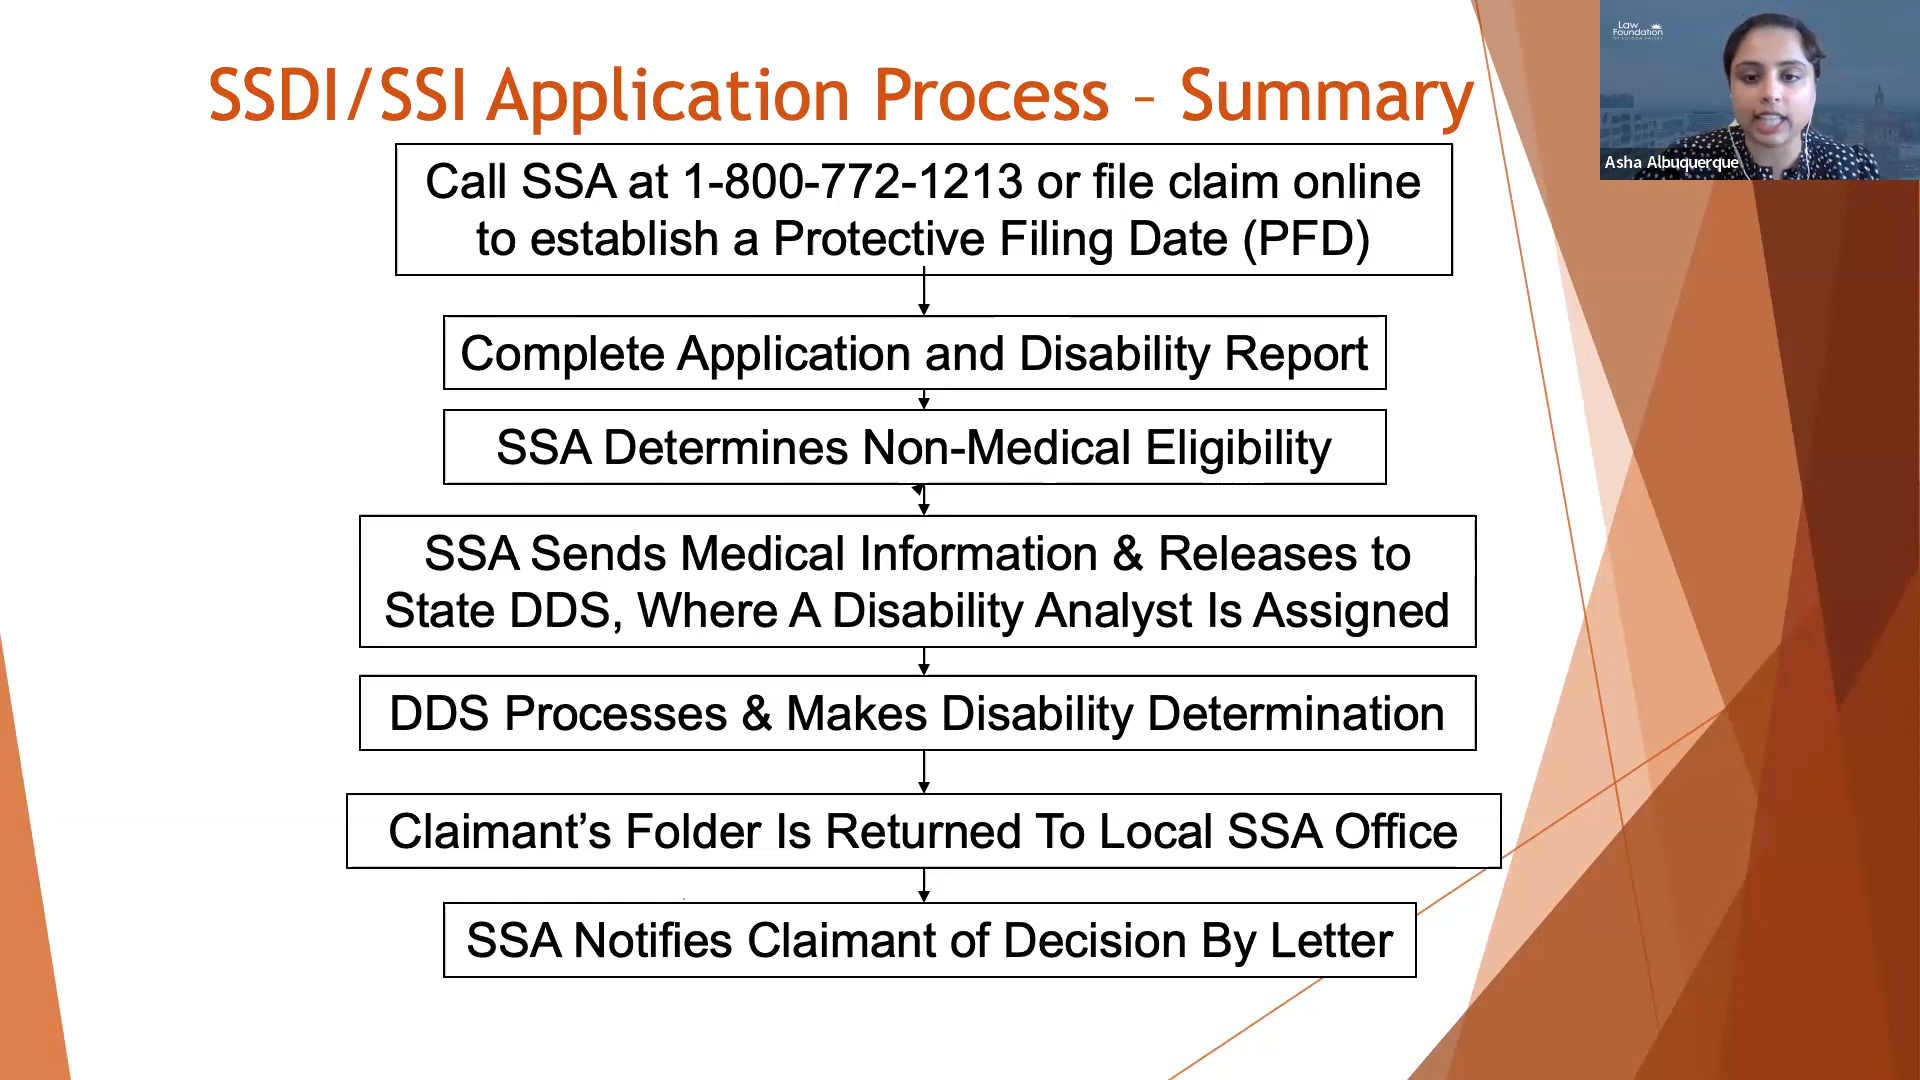 SSDI/SSI Application Process – Summary
Call SSA at 1-800-772-1213 or file claim online
to establish a Protective Filing Date (PFD)
Complete Application and Disability Report
SSA Determines Non-Medical Eligibility
SSA Sends Medical Information & Releases to
State DDS, Where A Disability Analyst Is Assigned
DDS Processes & Makes Disability Determination
Claimant’s Folder Is Returned To Local SSA Office
SSA Notifies Claimant of Decision By Letter
Law
Foundation
Asha Albuquerque